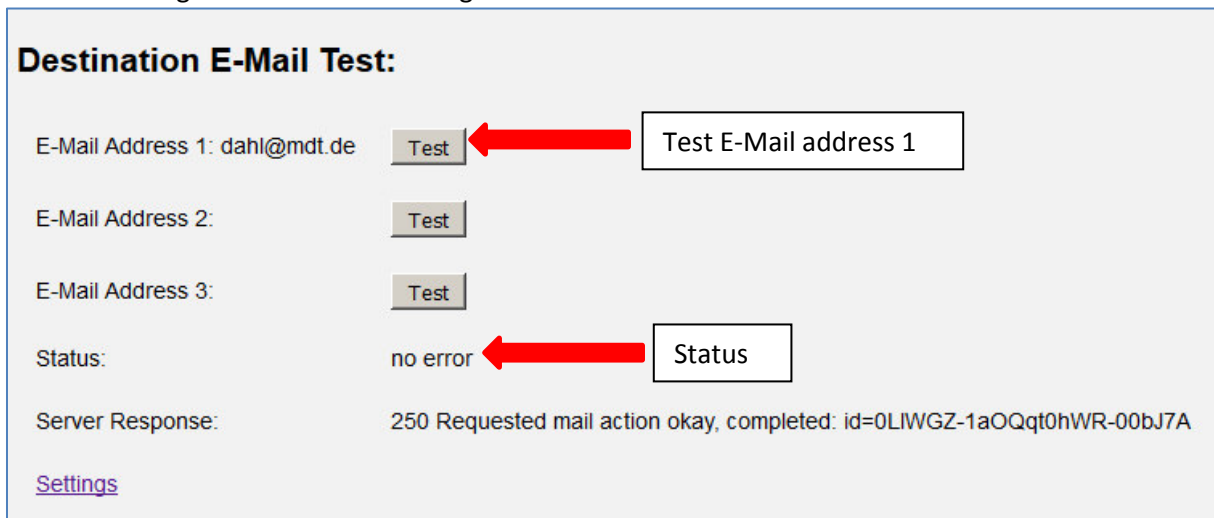 Destination E-Mail Test:
E-Mail Address 1: dahl@mdt.de Test Test E-Mail address 1
E-Mail Address 2: Test
E-Mail Address 3: Test
Status: no error Status
Server Response: 250 Requested mail action okay, completed: id=0LlWGZ-1aOQqt0hWR-00bJ7A
Settings